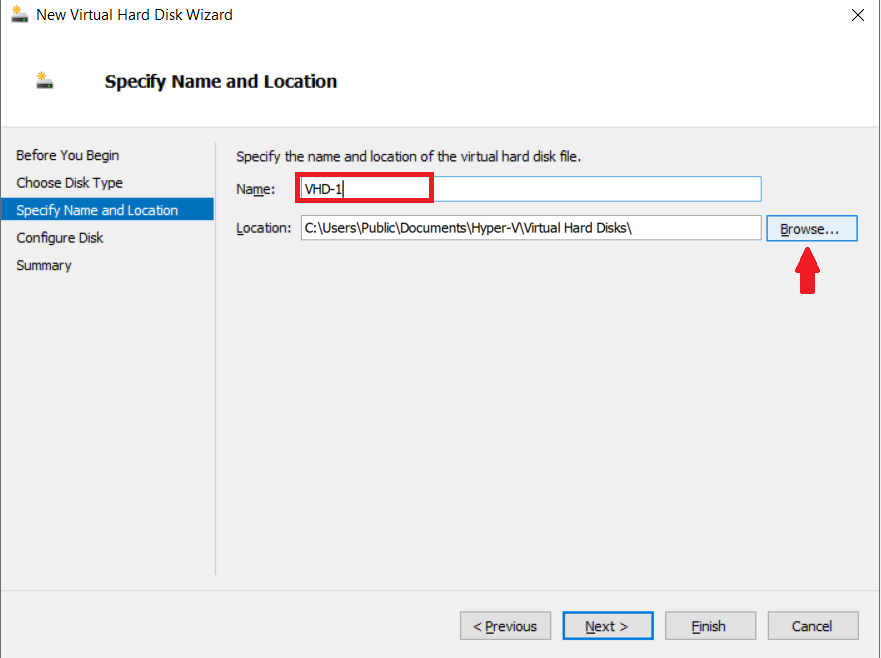 New Virtual Hard Disk Wizard
Specify Name and Location
Before You Begin
Choose Disk Type
Specify Name and Location
Configure Disk
Summary
Specify the name and location of the virtual hard disk file.
Name: VHD-1
Location: C:\Users\Public\Documents\Hyper-V\Virtual Hard Disks\ Browse...
< Previous Next > Finish Cancel